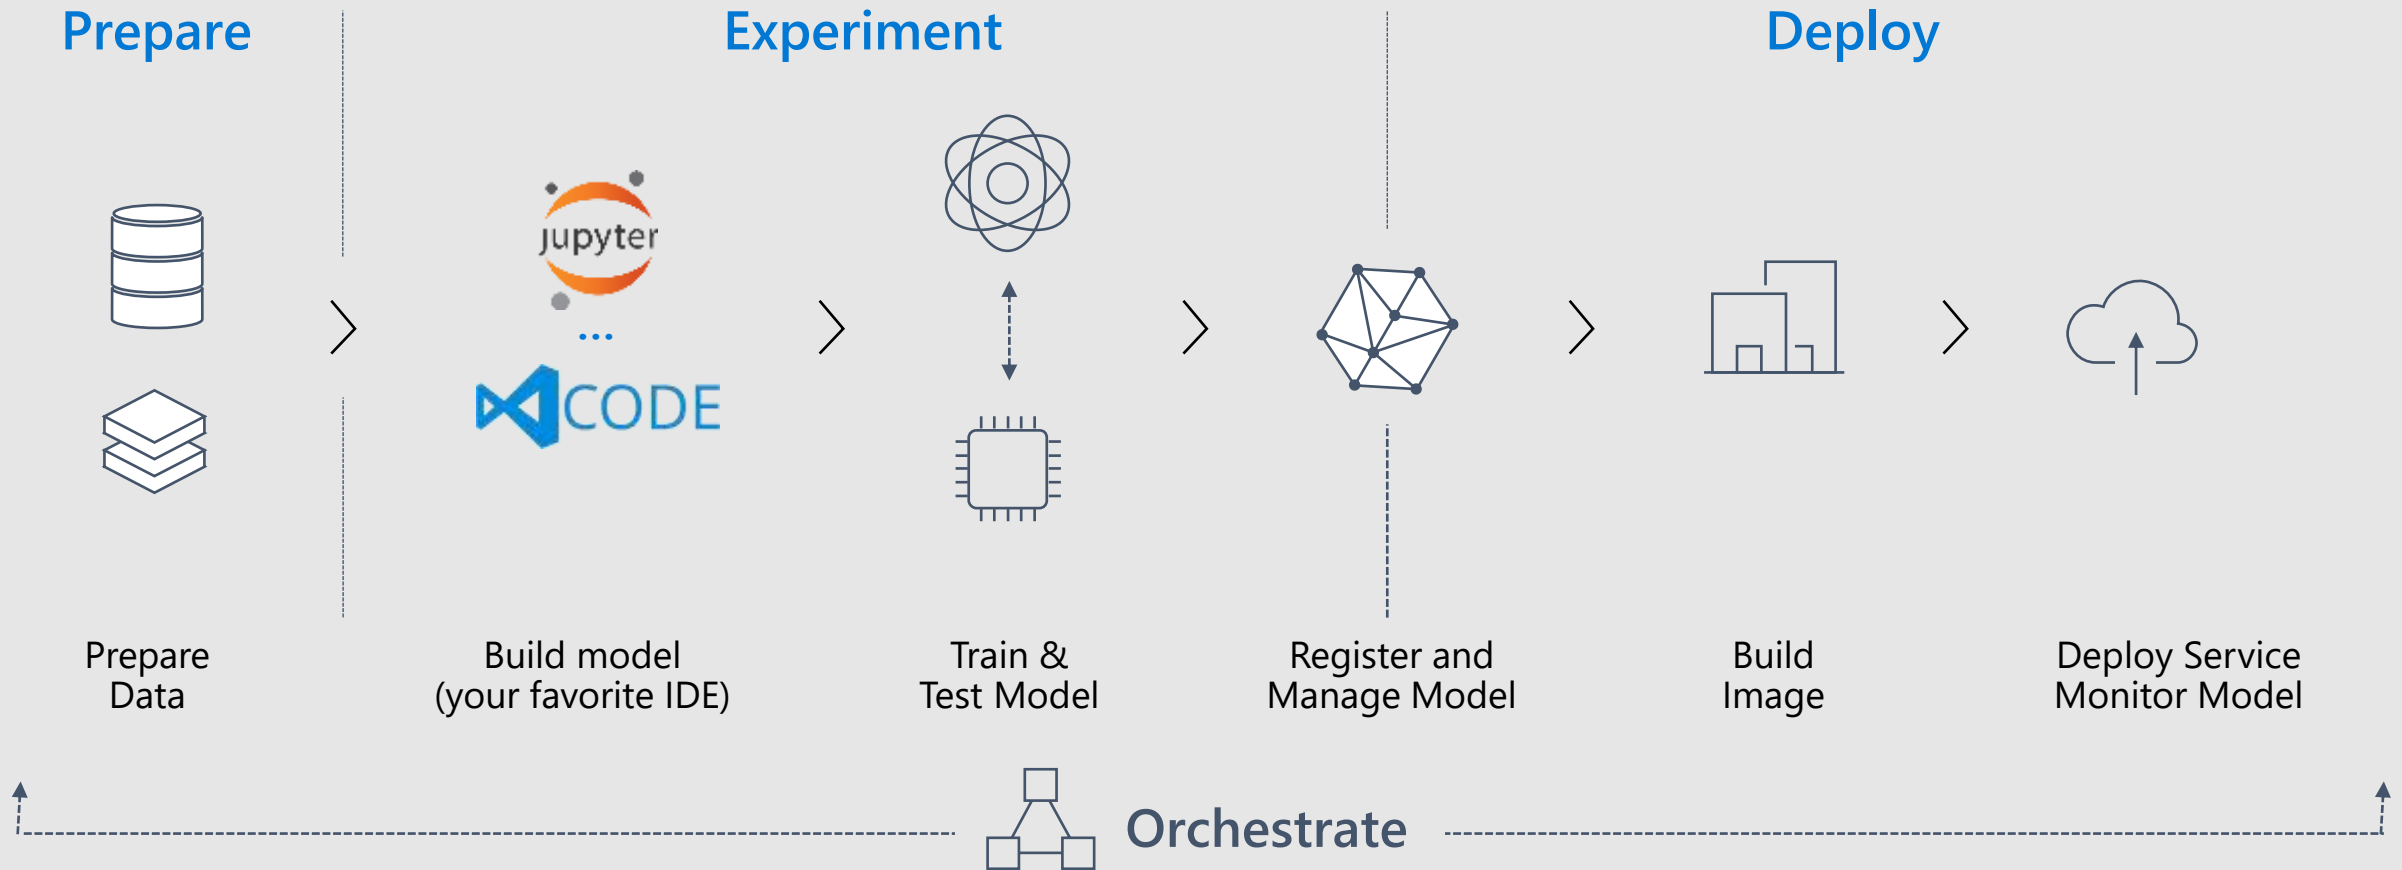 Prepare
Experiment
Deploy
jupyter
...
CODE
Prepare
Data
Build model
(your favorite IDE)
Train &
Test Model
Register and
Manage Model
Build
Image
Deploy Service
Monitor Model
Orchestrate